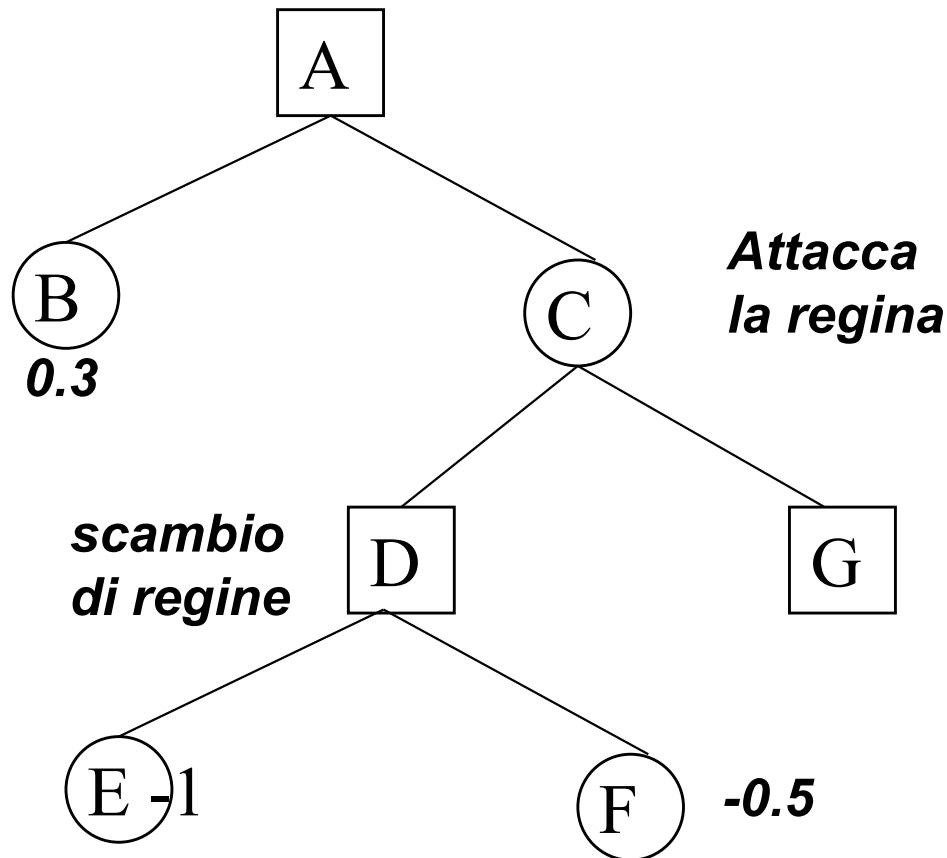 A
B
0.3
C
Attacca
la regina
scambio
di regine
D
G
E -1
F
-0.5